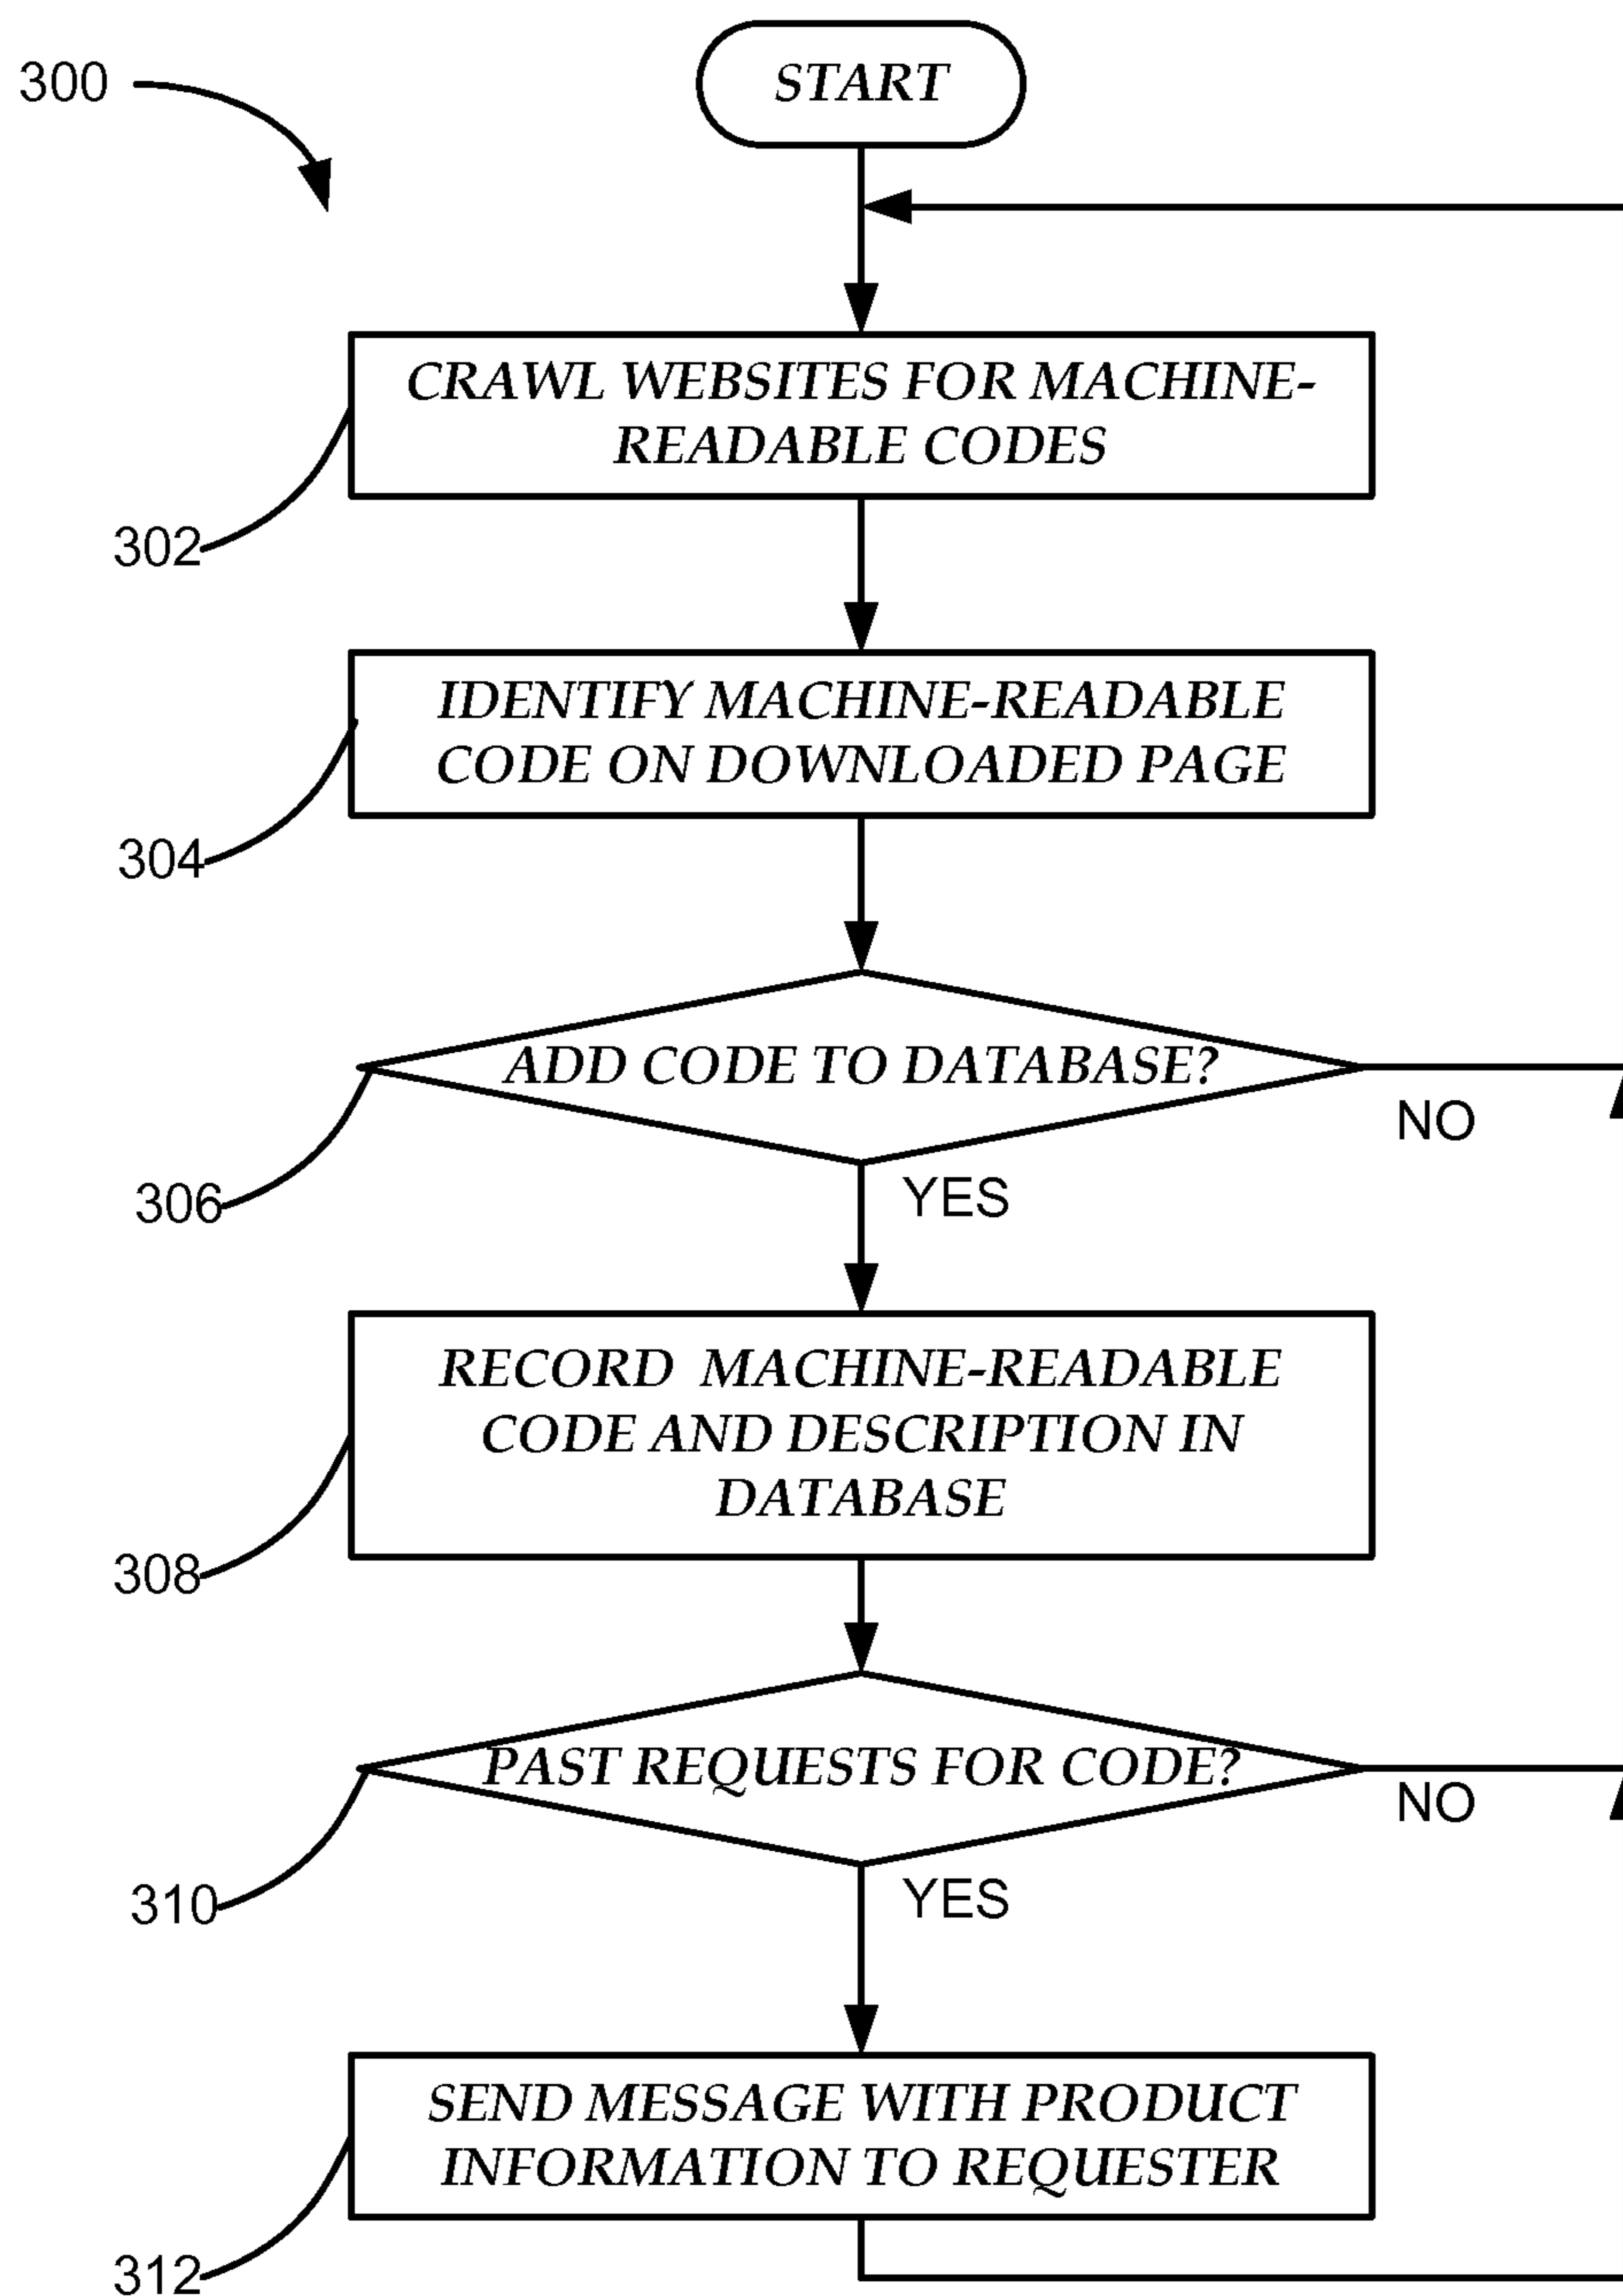 300
START
CRAWL WEBSITES FOR MACHINE-
READABLE CODES
302
IDENTIFY MACHINE-READABLE
CODE ON DOWNLOADED PAGE
304
ADD CODE TO DATABASE?
NO
306
YES
RECORD MACHINE-READABLE
CODE AND DESCRIPTION IN
DATABASE
308
PAST REQUESTS FOR CODE?
NO
310
YES
SEND MESSAGE WITH PRODUCT
INFORMATION TO REQUESTER
312